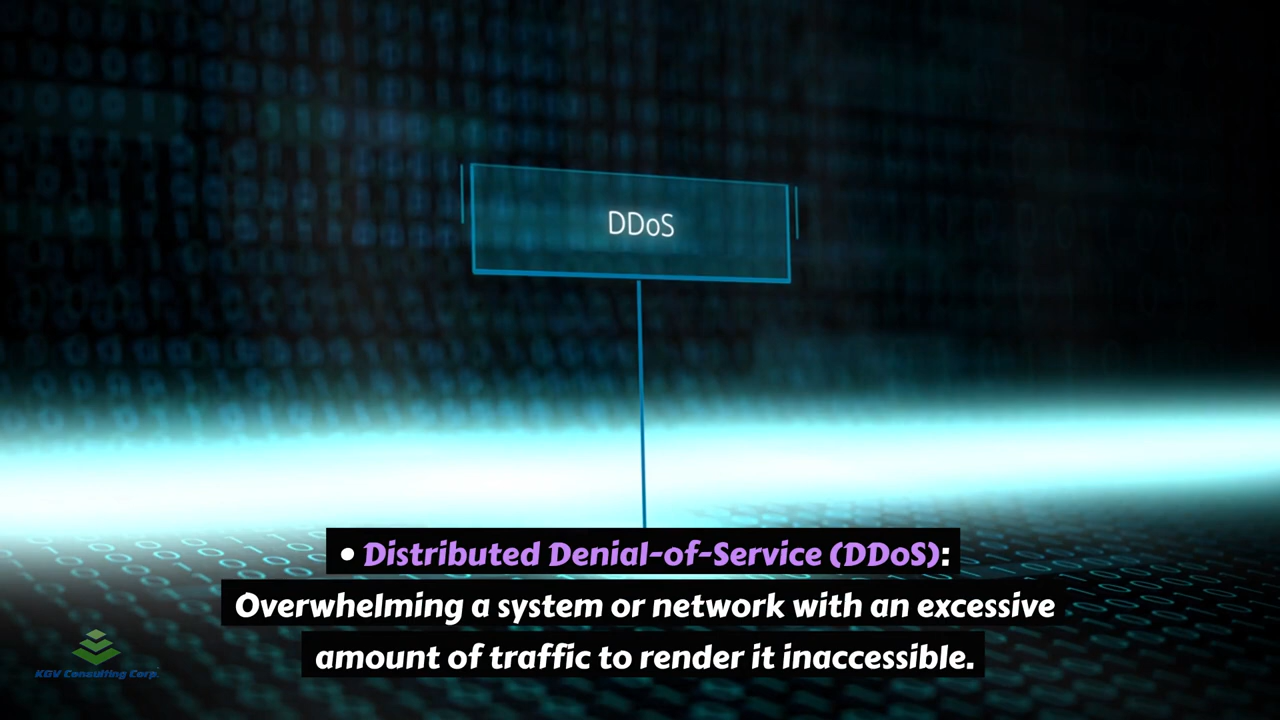 DDoS
• Distributed Denial-of-Service (DDoS):
Overwhelming a system or network with an excessive
amount of traffic to render it inaccessible.
KGV Consulting Corp.